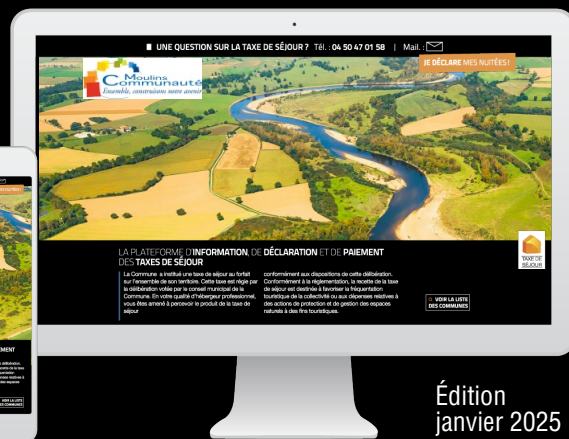 UNE QUESTION SUR LA TAXE DE SÉJOUR ? Tél. : 04 50 47 01 58 | Mail. :
JE DÉCLARE MES NUITÉES !
Moulins
Communauté
Ensemble, construisons notre avenir
LA PLATEFORME D'INFORMATION, DE DÉCLARATION ET DE PAIEMENT
DES TAXES DE SÉJOUR
La Commune a institué une taxe de séjour au forfait
sur l'ensemble de son territoire. Cette taxe est régie par
la délibération votée par le conseil municipal de la
Commune. En votre qualité d'hébergeur professionnel,
vous êtes amené à percevoir le produit de la taxe de
séjour
conformément aux dispositions de cette délibération.
Conformément à la réglementation, la recette de la taxe
de séjour est destinée à favoriser la fréquentation
touristique de la collectivité ou aux dépenses relatives à
des actions de protection et de gestion des espaces
naturels à des fins touristiques.
TAXE DE
SÉJOUR
VOIR LA LISTE
DES COMMUNES
EMENT
VOIR LA LISTE
DES COMMUNES
Édition
janvier 2025